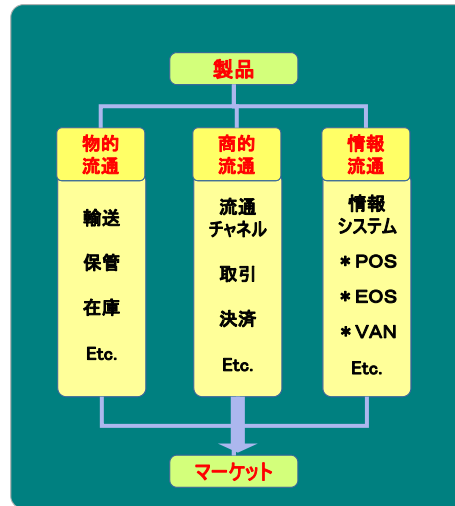 製品
物的
流通
輸送
保管
在庫
Etc.
商的
流通
流通
チャネル
取引
決済
Etc.
情報
流通
情報
システム
＊POS
＊EOS
＊VAN
Etc.
マーケット